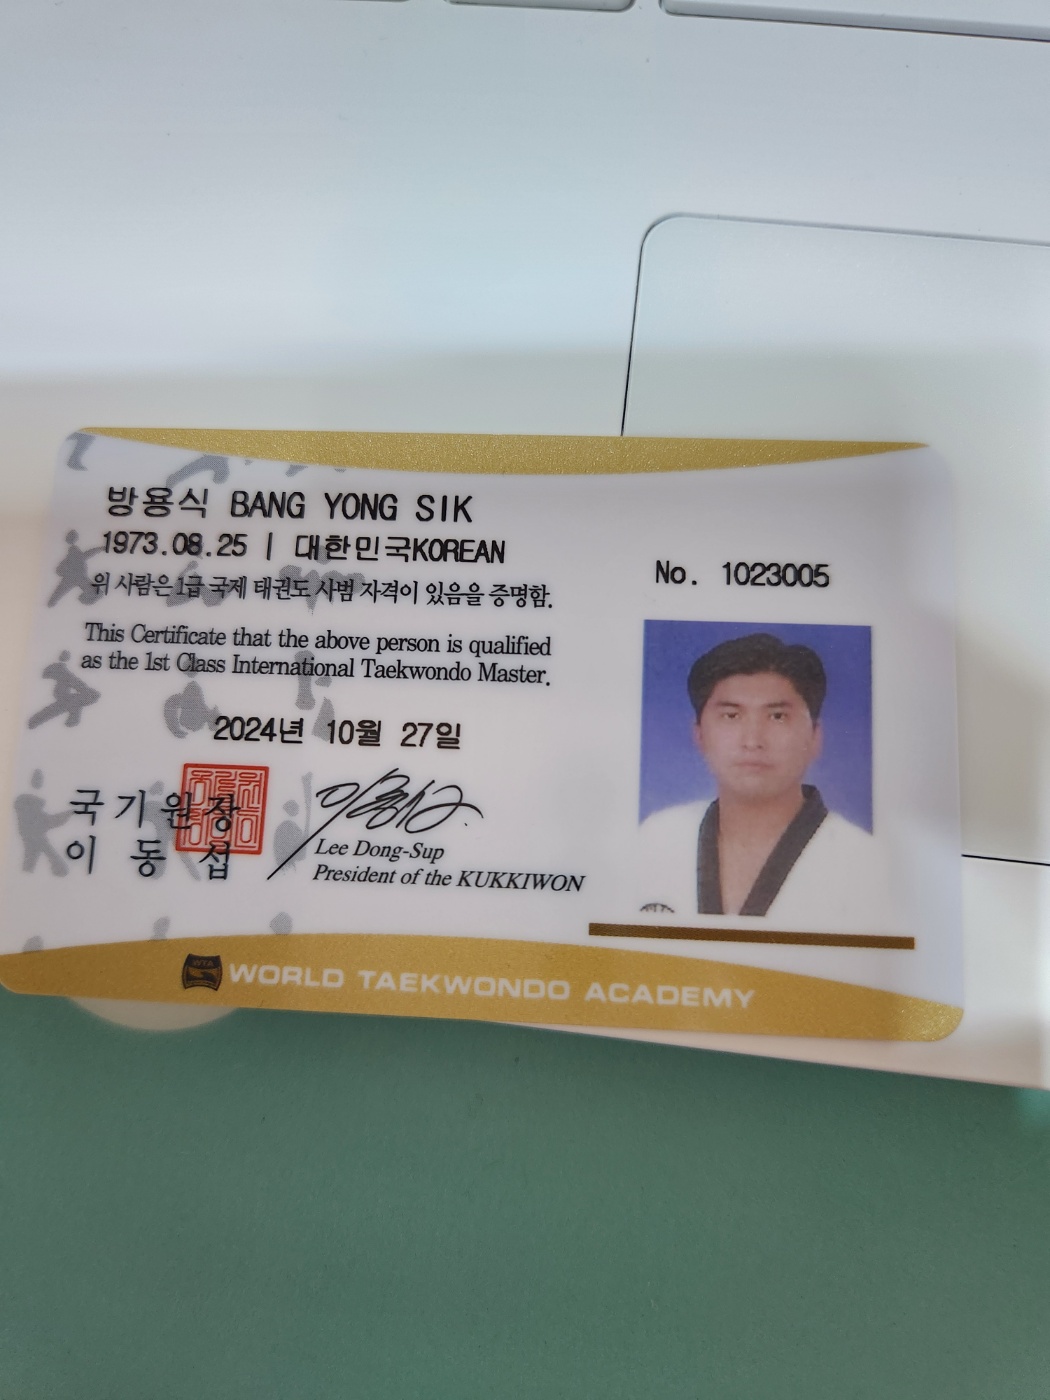 방용식 BANG YONG SIK
1973.08.25 | 대한민국KOREAN
위 사람은 1급 국제 태권도 사범 자격이 있음을 증명함.
No. 1023005
This Certificate that the above person is qualified
as the 1st Class International Taekwondo Master.
2024년 10월 27일
국기원장
이동섭
Lee Dong-Sup
President of the KUKKIWON
WORLD TAEKWONDO ACADEMY